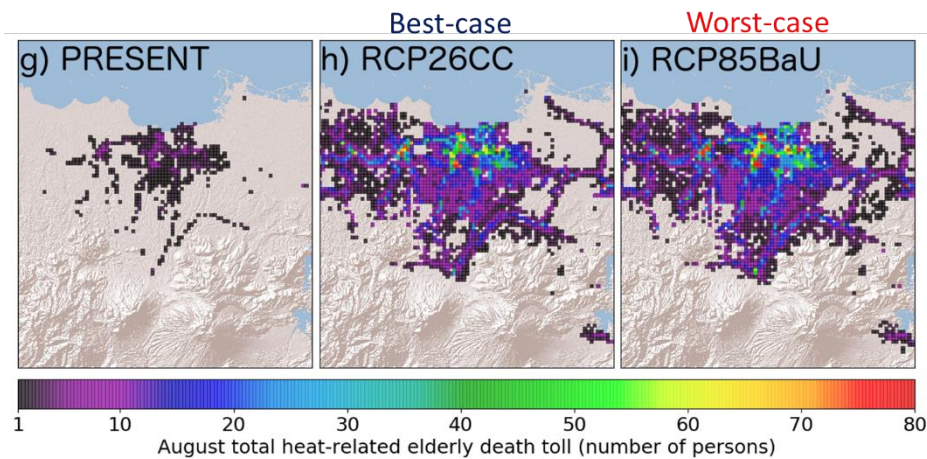 Best-case
Worst-case
g) PRESENT
h) RCP26CC
i) RCP85BaU
1 10 20 30 40 50 60 70 80
August total heat-related elderly death toll (number of persons)